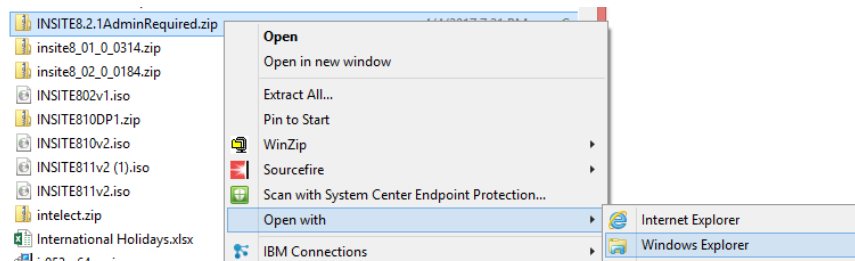 INSITE8.2.1AdminRequired.zip
insite8_01_0_0314.zip
insite8_02_0_0184.zip
INSITE802v1.iso
INSITE810DP1.zip
INSITE810v2.iso
INSITE811v2 (1).iso
INSITE811v2.iso
intelect.zip
International Holidays.xlsx
Open
Open in new window
Extract All...
Pin to Start
WinZip
Sourcefire
Scan with System Center Endpoint Protection...
Open with
IBM Connections
Internet Explorer
Windows Explorer